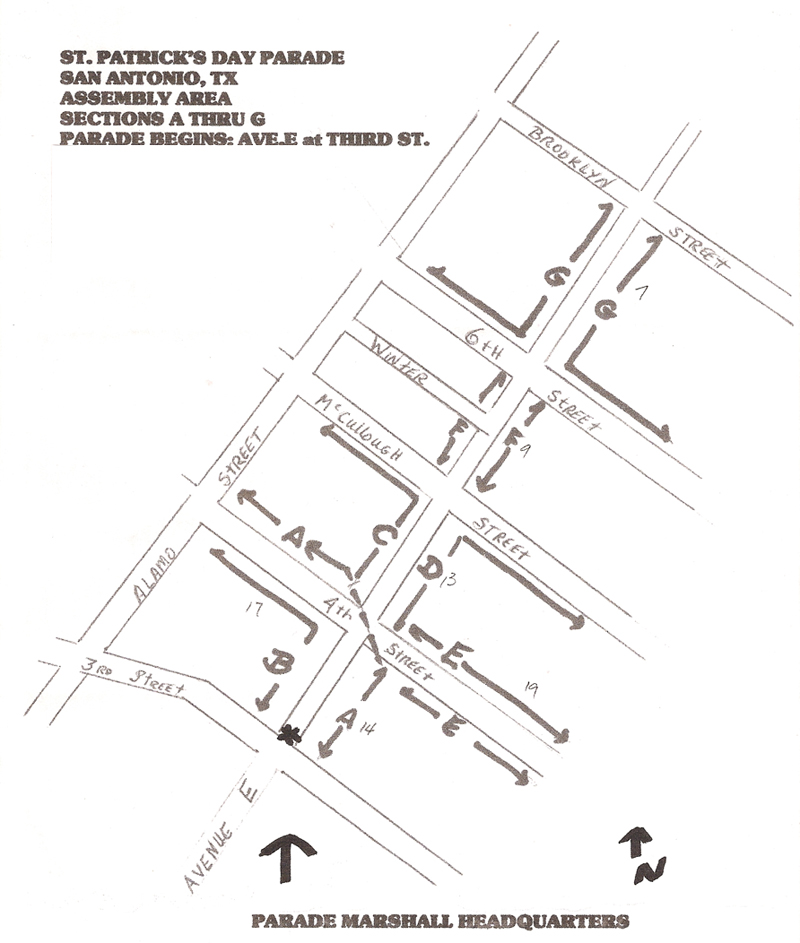 ST. PATRICK'S DAY PARADE
SAN ANTONIO, TX
ASSEMBLY AREA
SECTIONS A THRU G
PARADE BEGINS: AVE.E at THIRD ST.
BROOKLYN STREET
G
G
7
6TH STREET
WINTER
F
F
9
McCullough STREET
ALAMO STREET
A
C
D
13
17
4th STREET
B
E
19
3RD Street
A
14
E
*
AVENUE E
N
PARADE MARSHALL HEADQUARTERS